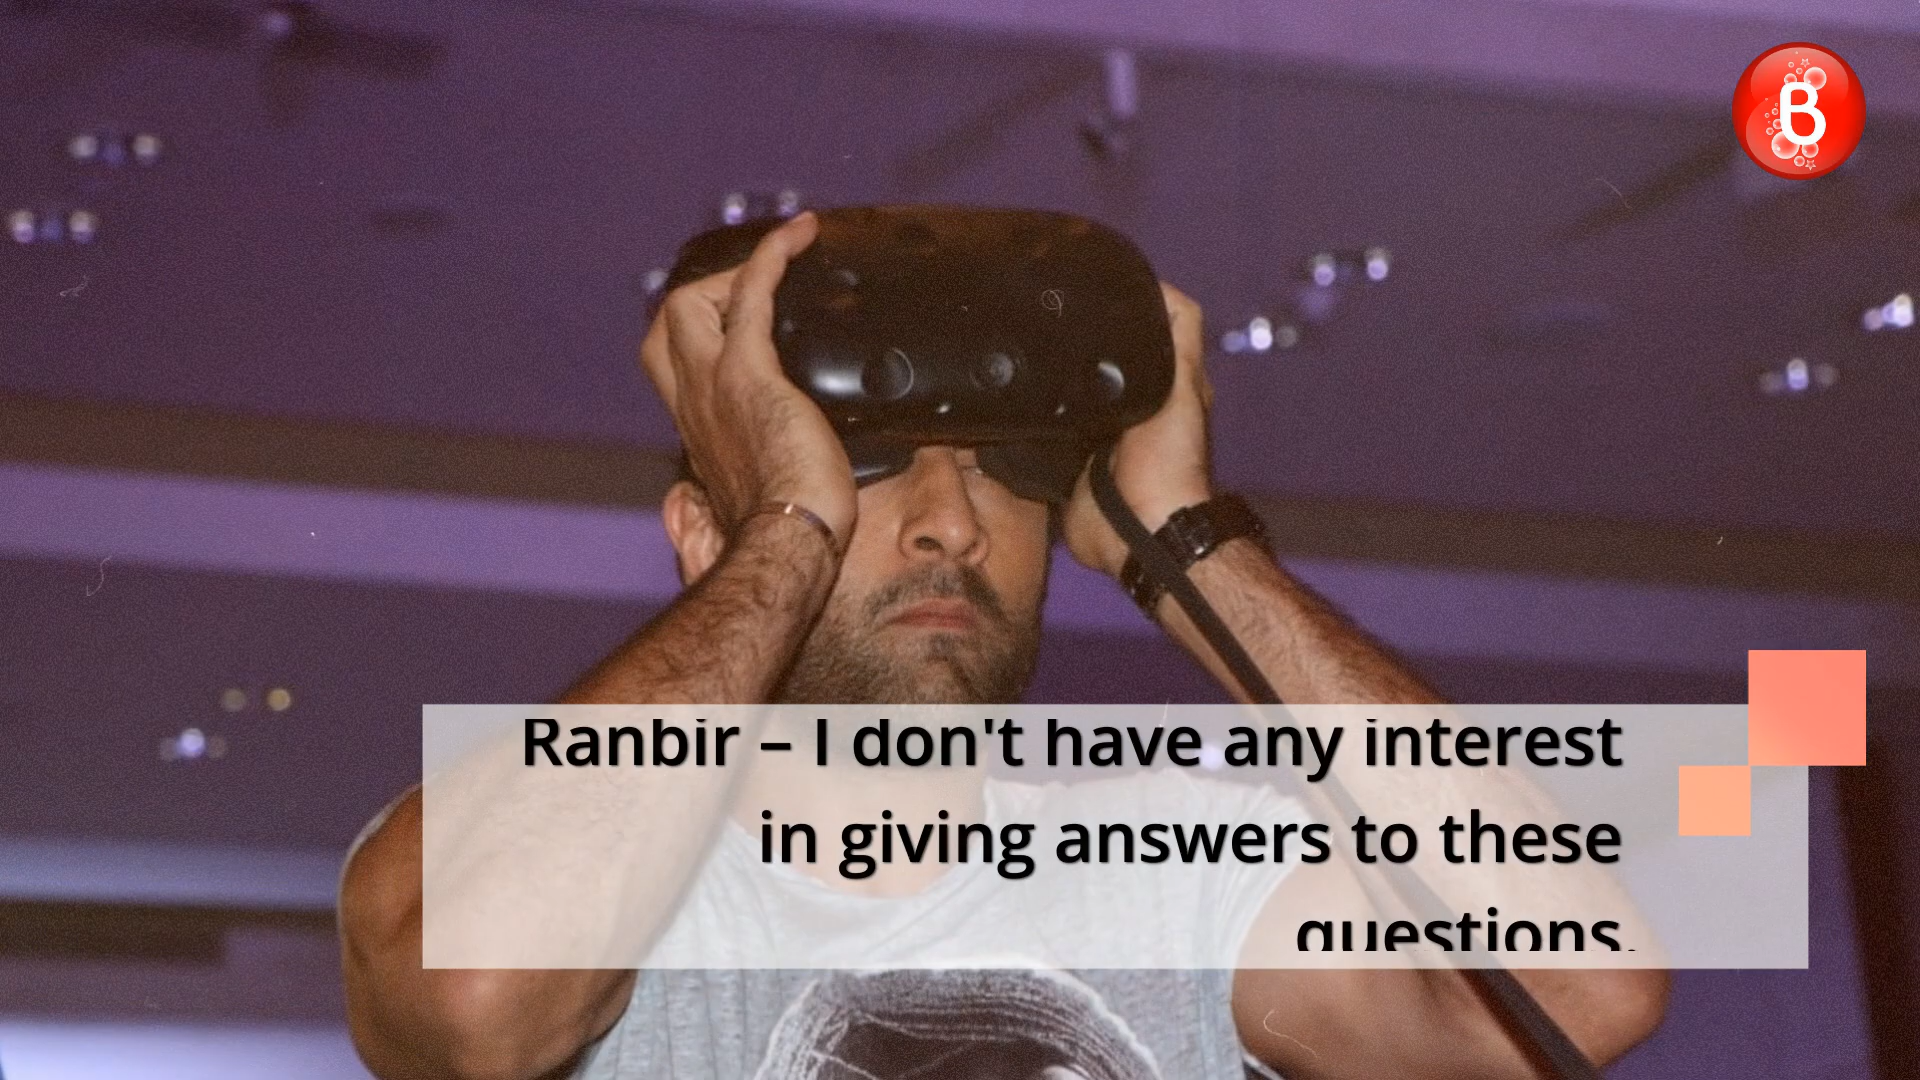 B
Ranbir – I don't have any interest
in giving answers to these
questions.